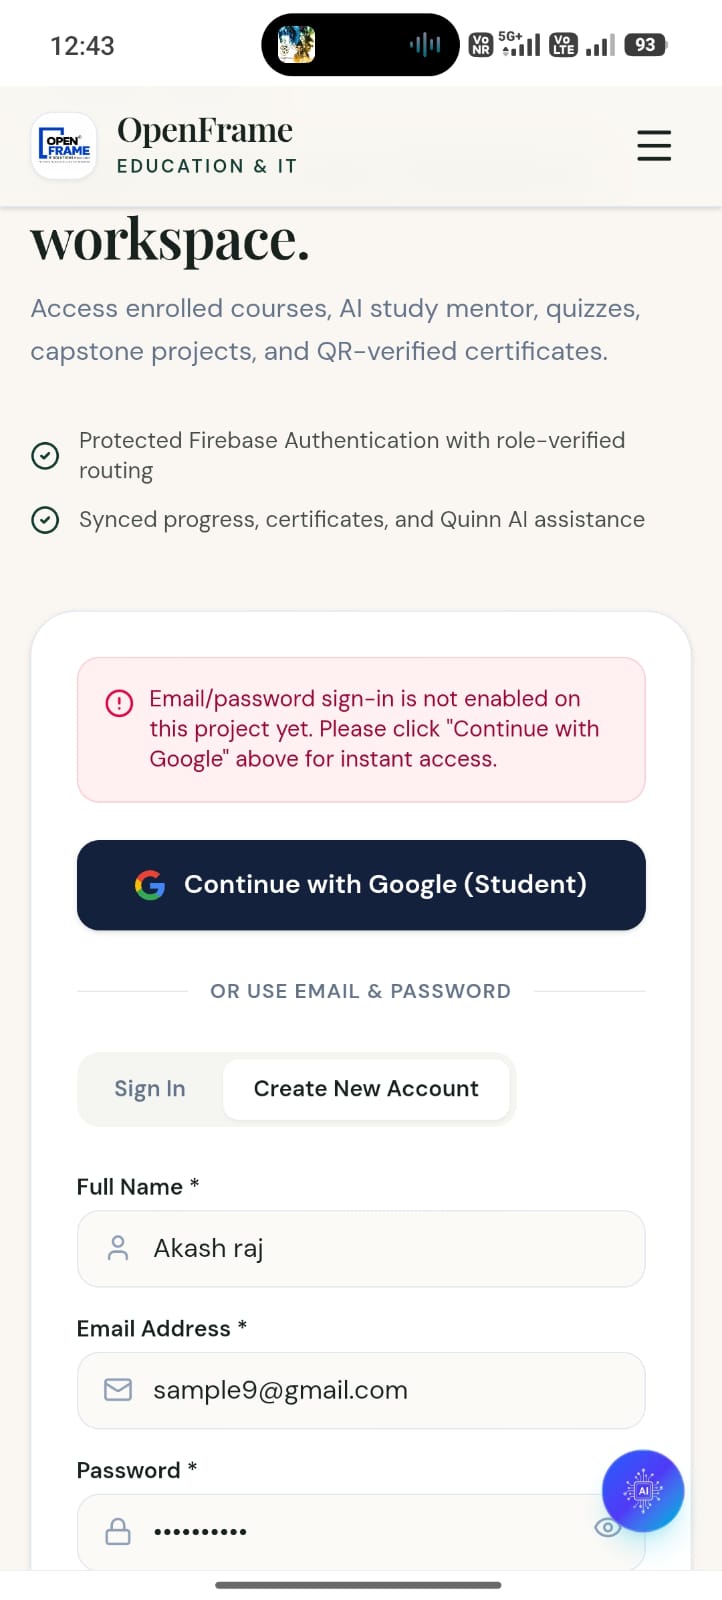 12:43
Vo NR
5G+
Vo LTE
93
OPEN FRAME
OpenFrame
EDUCATION & IT
workspace.
Access enrolled courses, AI study mentor, quizzes,
capstone projects, and QR-verified certificates.
Protected Firebase Authentication with role-verified
routing
Synced progress, certificates, and Quinn AI assistance
Email/password sign-in is not enabled on
this project yet. Please click "Continue with
Google" above for instant access.
Continue with Google (Student)
OR USE EMAIL & PASSWORD
Sign In
Create New Account
Full Name *
Akash raj
Email Address *
sample9@gmail.com
Password *
••••••••••
AI